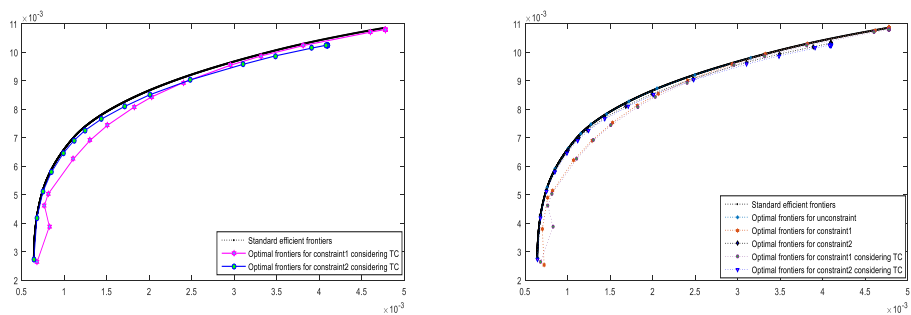 ×10⁻³
11
10
9
8
7
6
5
4
3
2
0.5 1 1.5 2 2.5 3 3.5 4 4.5 5
×10⁻³
Standard efficient frontiers
Optimal frontiers for constraint1 considering TC
Optimal frontiers for constraint2 considering TC
×10⁻³
11
10
9
8
7
6
5
4
3
2
0.5 1 1.5 2 2.5 3 3.5 4 4.5 5
×10⁻³
Standard efficient frontiers
Optimal frontiers for unconstraint
Optimal frontiers for constraint1
Optimal frontiers for constraint2
Optimal frontiers for constraint1 considering TC
Optimal frontiers for constraint2 considering TC